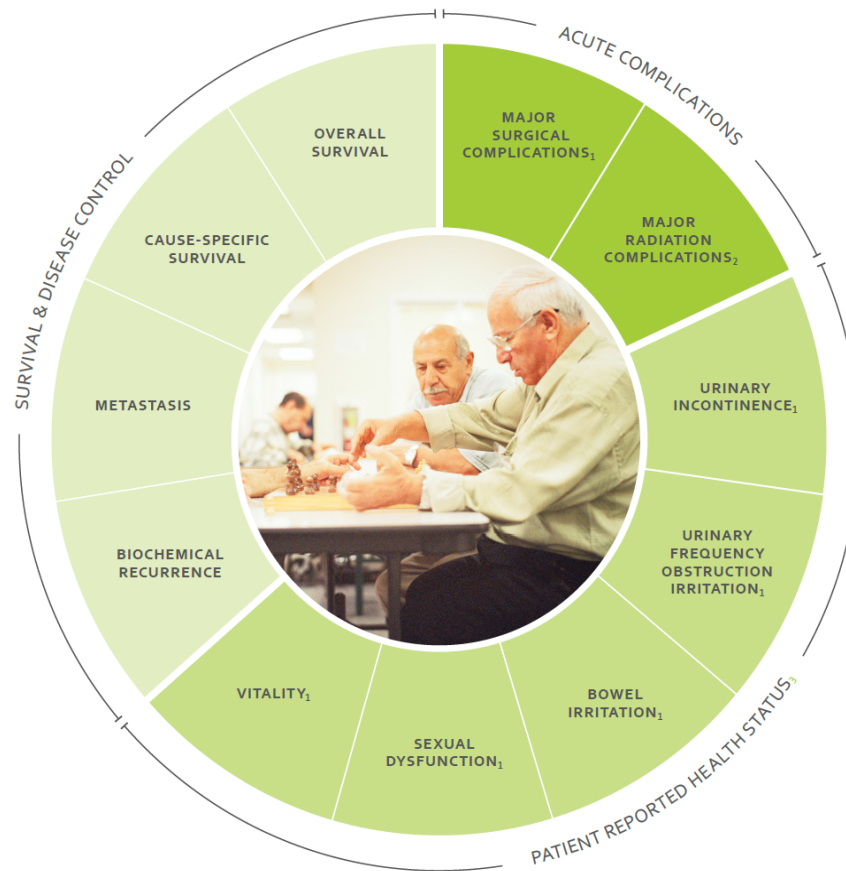 ACUTE COMPLICATIONS
MAJOR
SURGICAL
COMPLICATIONS₁
MAJOR
RADIATION
COMPLICATIONS₂
PATIENT REPORTED HEALTH STATUS₃
URINARY
INCONTINENCE₁
URINARY
FREQUENCY
OBSTRUCTION
IRRITATION₁
BOWEL
IRRITATION₁
SEXUAL
DYSFUNCTION₁
VITALITY₁
SURVIVAL & DISEASE CONTROL
BIOCHEMICAL
RECURRENCE
METASTASIS
CAUSE-SPECIFIC
SURVIVAL
OVERALL
SURVIVAL